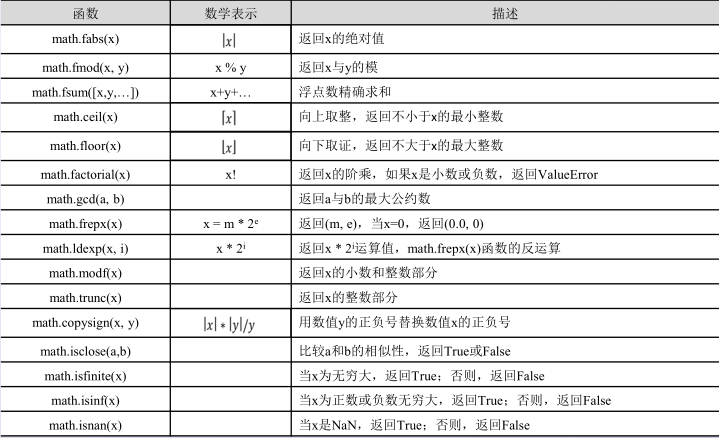 函数 数学表示 描述
math.fabs(x) |x| 返回x的绝对值
math.fmod(x, y) x % y 返回x与y的模
math.fsum([x,y,…]) x+y+… 浮点数精确求和
math.ceil(x) ⌈x⌉ 向上取整，返回不小于x的最小整数
math.floor(x) ⌊x⌋ 向下取证，返回不大于x的最大整数
math.factorial(x) x! 返回x的阶乘，如果x是小数或负数，返回ValueError
math.gcd(a, b) 返回a与b的最大公约数
math.frepx(x) x = m * 2ᵉ 返回(m, e)，当x=0，返回(0.0, 0)
math.ldexp(x, i) x * 2ⁱ 返回x * 2ⁱ运算值，math.frepx(x)函数的反运算
math.modf(x) 返回x的小数和整数部分
math.trunc(x) 返回x的整数部分
math.copysign(x, y) |x| * |y|/y 用数值y的正负号替换数值x的正负号
math.isclose(a,b) 比较a和b的相似性，返回True或False
math.isfinite(x) 当x为无穷大，返回True；否则，返回False
math.isinf(x) 当x为正数或负数无穷大，返回True；否则，返回False
math.isnan(x) 当x是NaN，返回True；否则，返回False